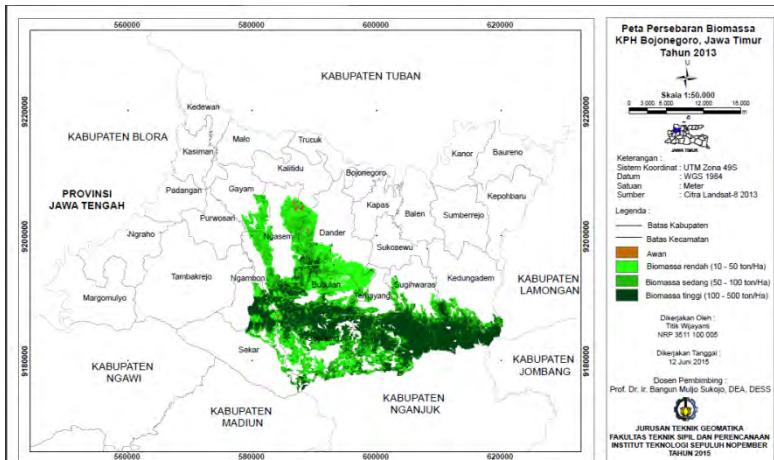 560000
580000
600000
620000
9220000
9200000
9180000
9220000
9200000
9180000
KABUPATEN TUBAN
Kedewan
KABUPATEN BLORA
Malo
Trucuk
Kasiman
Kalitidu
Bojonegoro
Kanor
Baureno
Padangan
Gayam
Kapas
Balen
Kepohbaru
PROVINSI
JAWA TENGAH
Purwosari
Sumberrejo
Ngraho
Ngasem
Dander
Sukosewu
Tambakrejo
Ngambon
Bubulan
Temayang
Sugihwaras
Kedungadem
KABUPATEN
LAMONGAN
Margomulyo
Sekar
KABUPATEN
NGAWI
KABUPATEN
MADIUN
KABUPATEN
NGANJUK
KABUPATEN
JOMBANG
560000
580000
600000
620000
Peta Persebaran Biomassa
KPH Bojonegoro, Jawa Timur
Tahun 2013
U
Skala 1:50,000
JAWA TIMUR
Keterangan :
Sistem Koordinat : UTM Zona 49S
Datum : WGS 1984
Satuan : Meter
Sumber : Citra Landsat-8 2013
Legenda :
Batas Kabupaten
Batas Kecamatan
Awan
Biomassa rendah (10 - 50 ton/Ha)
Biomassa sedang (50 - 100 ton/Ha)
Biomassa tinggi (100 - 500 ton/Ha)
Dikerjakan Oleh :
Titik Wijayanti
NRP 3511 100 005
Dikerjakan Tanggal :
12 Juni 2015
Dosen Pembimbing :
Prof. Dr. Ir. Bangun Muljo Sukojo, DEA, DESS
JURUSAN TEKNIK GEOMATIKA
FAKULTAS TEKNIK SIPIL DAN PERENCANAAN
INSTITUT TEKNOLOGI SEPULUH NOPEMBER
TAHUN 2015